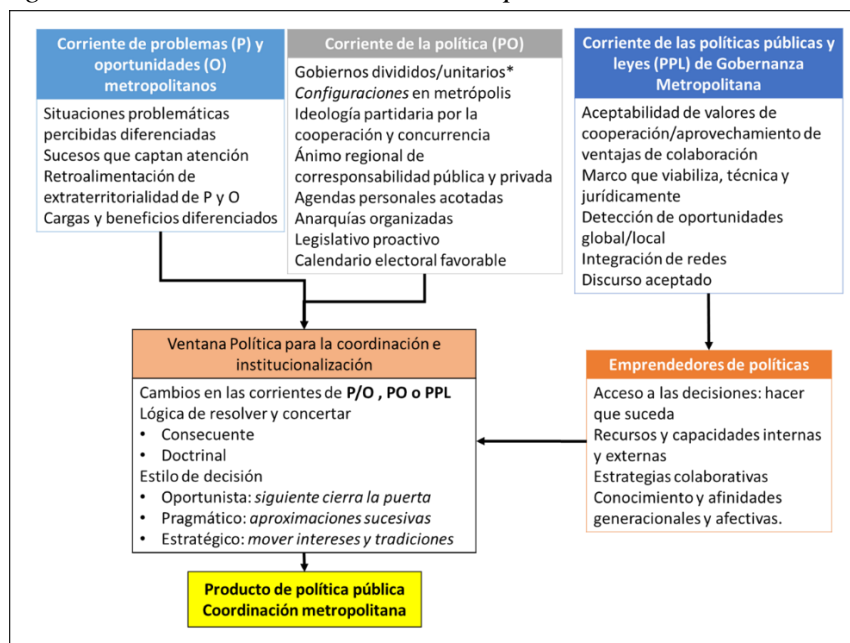 Corriente de problemas (P) y
oportunidades (O)
metropolitanos
Situaciones problemáticas
percibidas diferenciadas
Sucesos que captan atención
Retroalimentación de
extraterritorialidad de P y O
Cargas y beneficios diferenciados
Corriente de la política (PO)
Gobiernos divididos/unitarios*
Configuraciones en metrópolis
Ideología partidaria por la
cooperación y concurrencia
Ánimo regional de
corresponsabilidad pública y privada
Agendas personales acotadas
Anarquías organizadas
Legislativo proactivo
Calendario electoral favorable
Corriente de las políticas públicas y
leyes (PPL) de Gobernanza
Metropolitana
Aceptabilidad de valores de
cooperación/aprovechamiento de
ventajas de colaboración
Marco que viabiliza, técnica y
jurídicamente
Detección de oportunidades
global/local
Integración de redes
Discurso aceptado
Ventana Política para la coordinación e
institucionalización
Cambios en las corrientes de P/O , PO o PPL
Lógica de resolver y concertar
• Consecuente
• Doctrinal
Estilo de decisión
• Oportunista: siguiente cierra la puerta
• Pragmático: aproximaciones sucesivas
• Estratégico: mover intereses y tradiciones
Emprendedores de políticas
Acceso a las decisiones: hacer
que suceda
Recursos y capacidades internas
y externas
Estrategias colaborativas
Conocimiento y afinidades
generacionales y afectivas.
Producto de política pública
Coordinación metropolitana